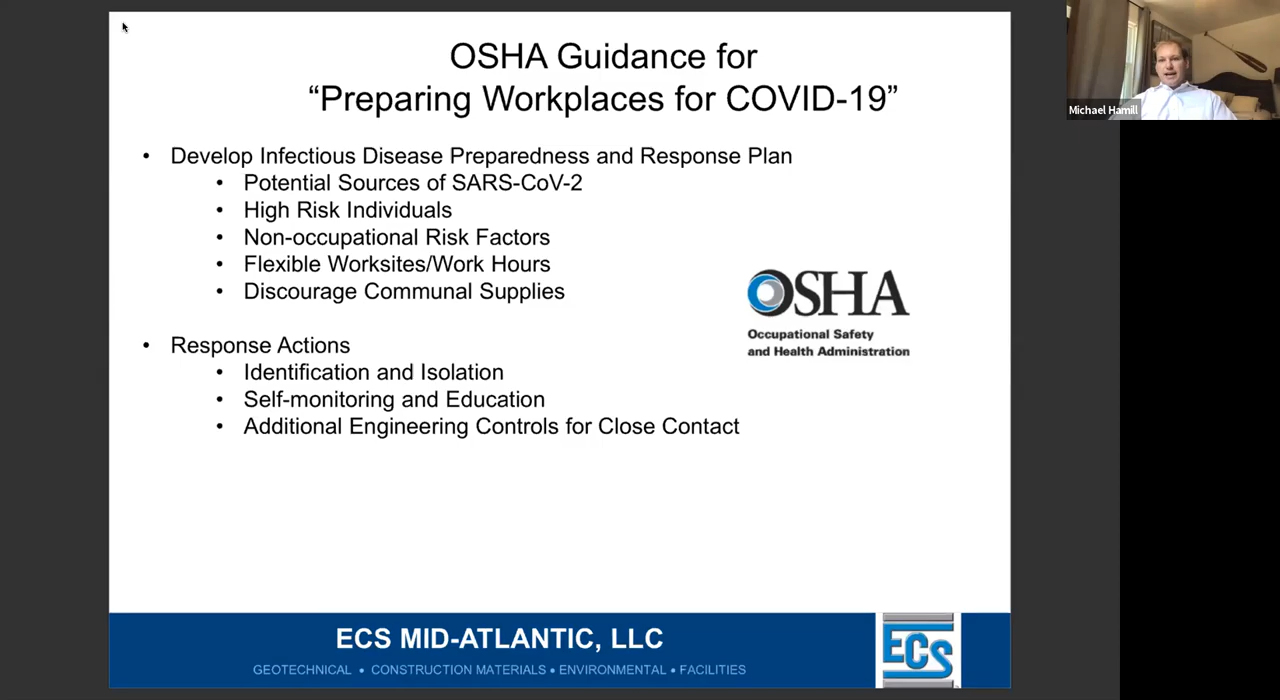 OSHA Guidance for
“Preparing Workplaces for COVID-19”
• Develop Infectious Disease Preparedness and Response Plan
• Potential Sources of SARS-CoV-2
• High Risk Individuals
• Non-occupational Risk Factors
• Flexible Worksites/Work Hours
• Discourage Communal Supplies
• Response Actions
• Identification and Isolation
• Self-monitoring and Education
• Additional Engineering Controls for Close Contact
OSHA
Occupational Safety
and Health Administration
ECS MID-ATLANTIC, LLC
GEOTECHNICAL • CONSTRUCTION MATERIALS • ENVIRONMENTAL • FACILITIES
ECS
Michael Hamill